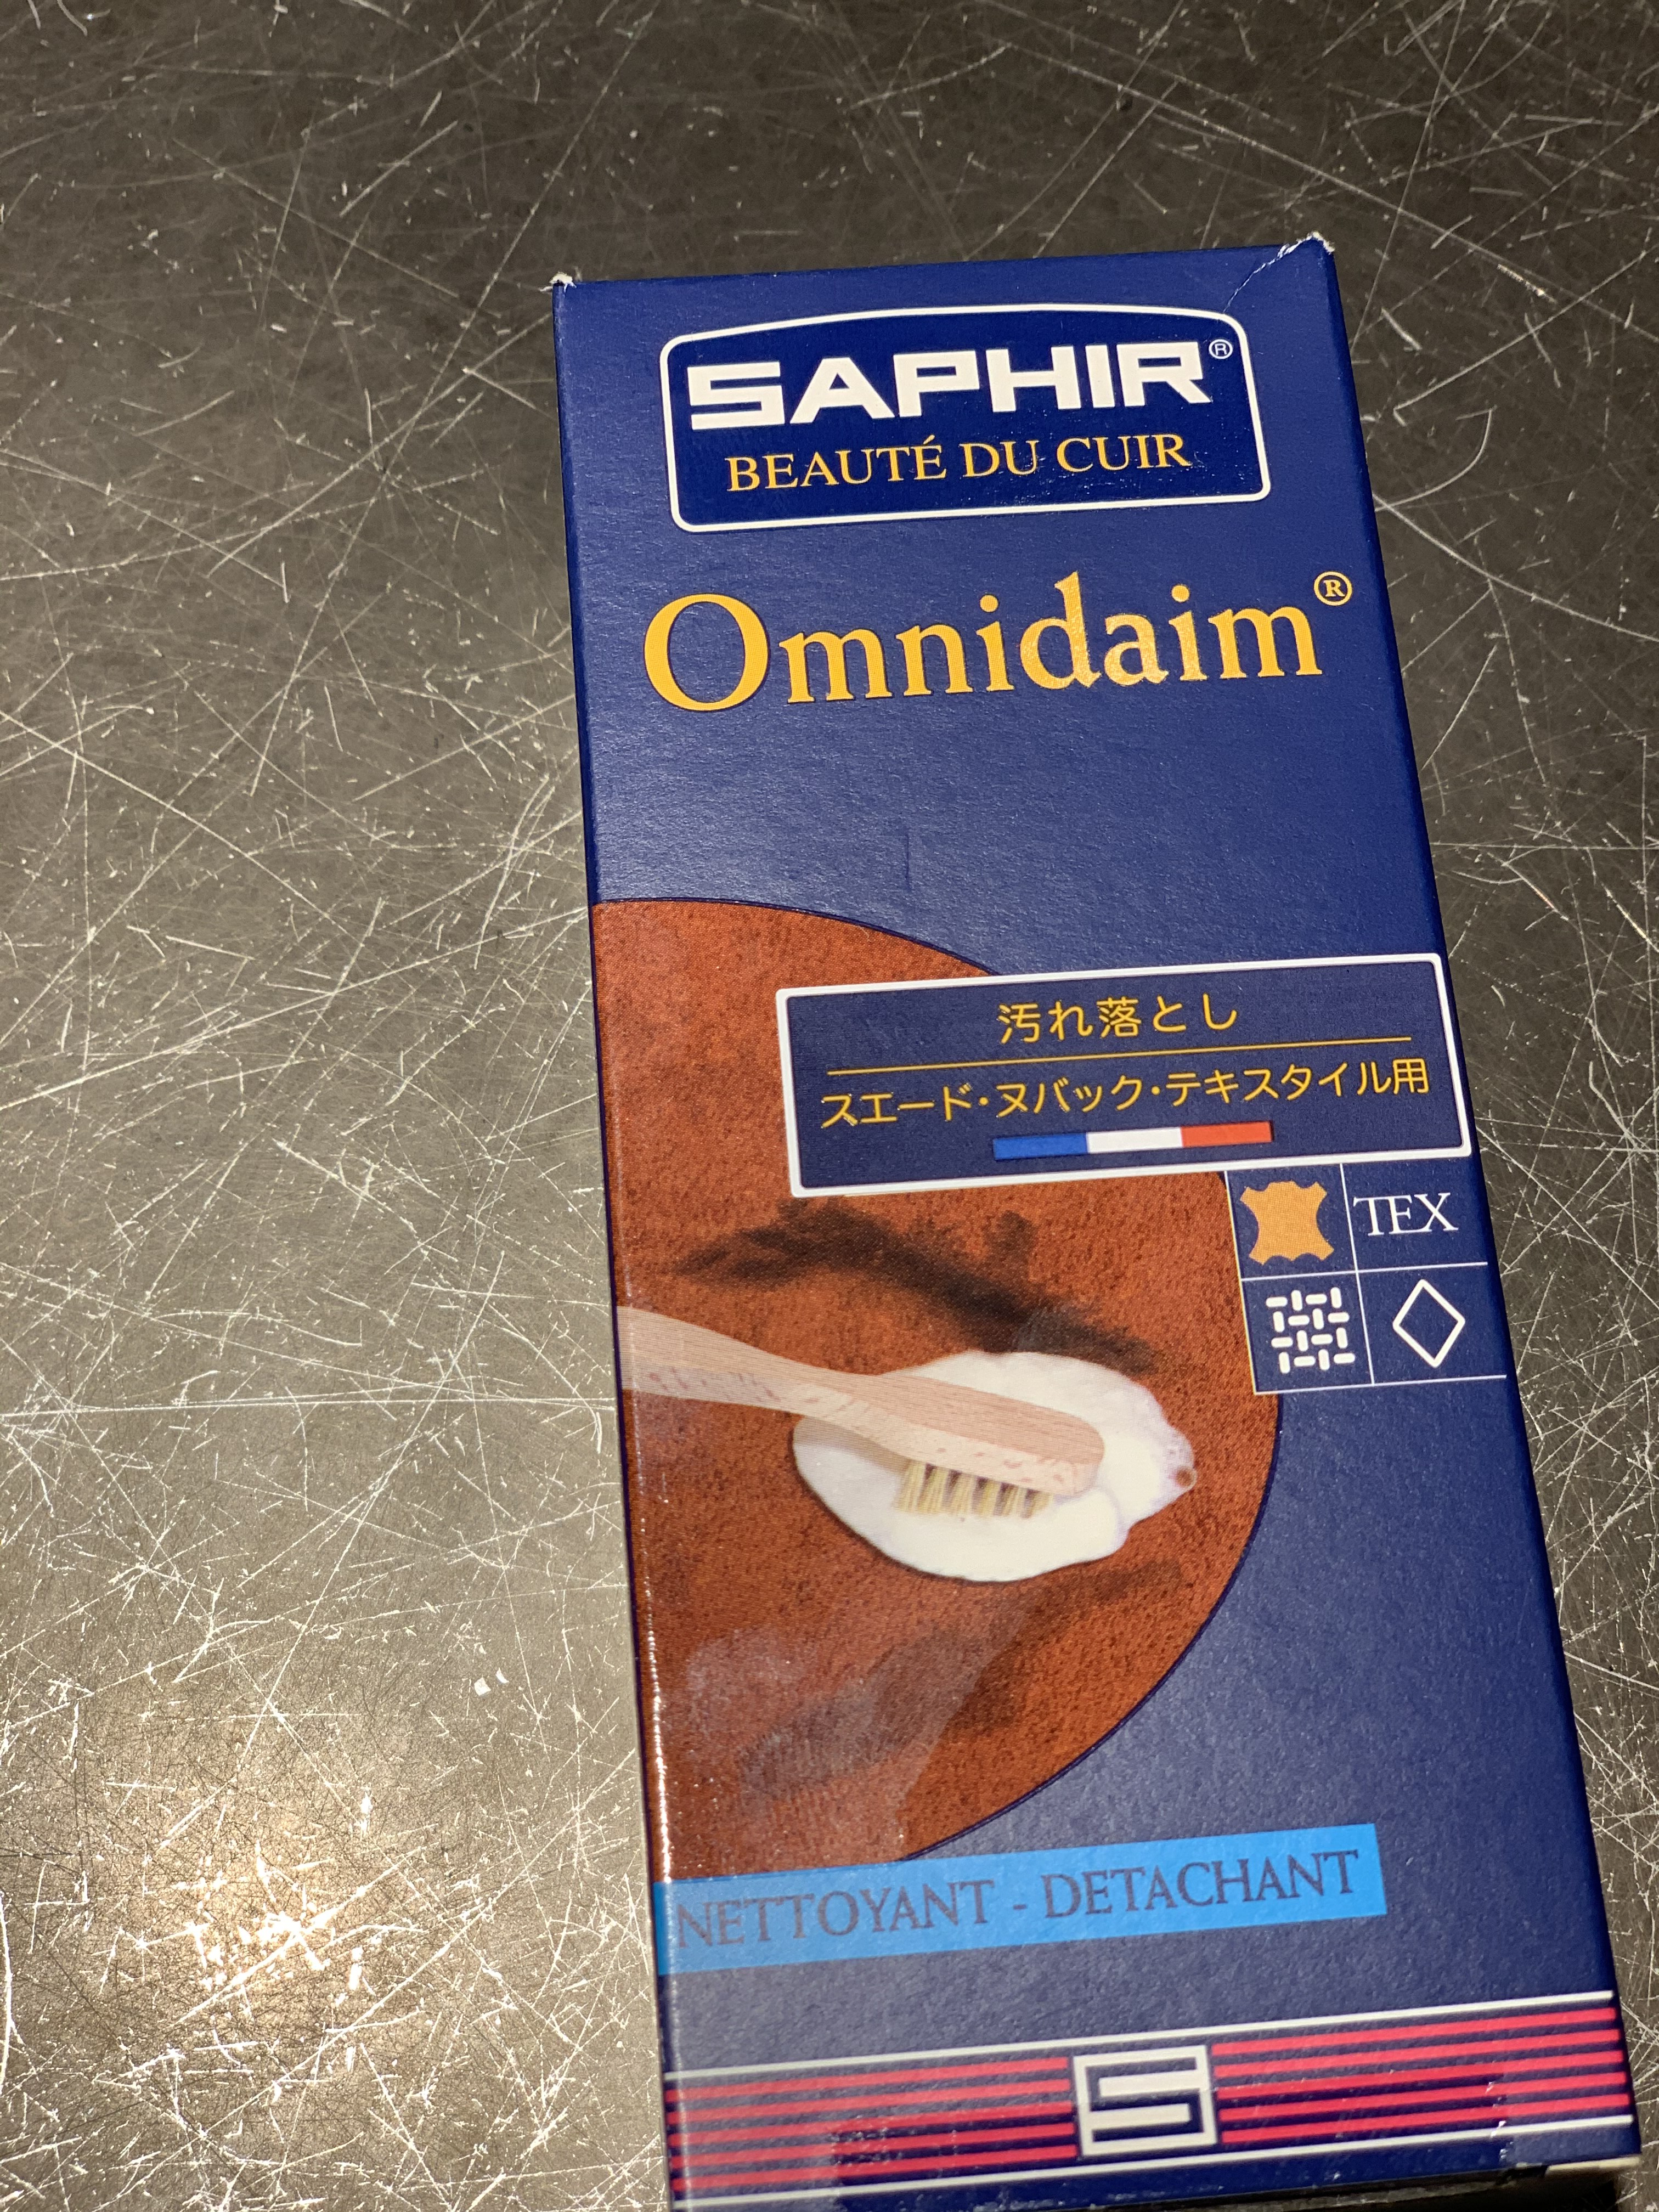 SAPHIR®
BEAUTÉ DU CUIR
Omnidaim®
汚れ落とし
スエード・ヌバック・テキスタイル用
TEX
NETTOYANT - DETACHANT